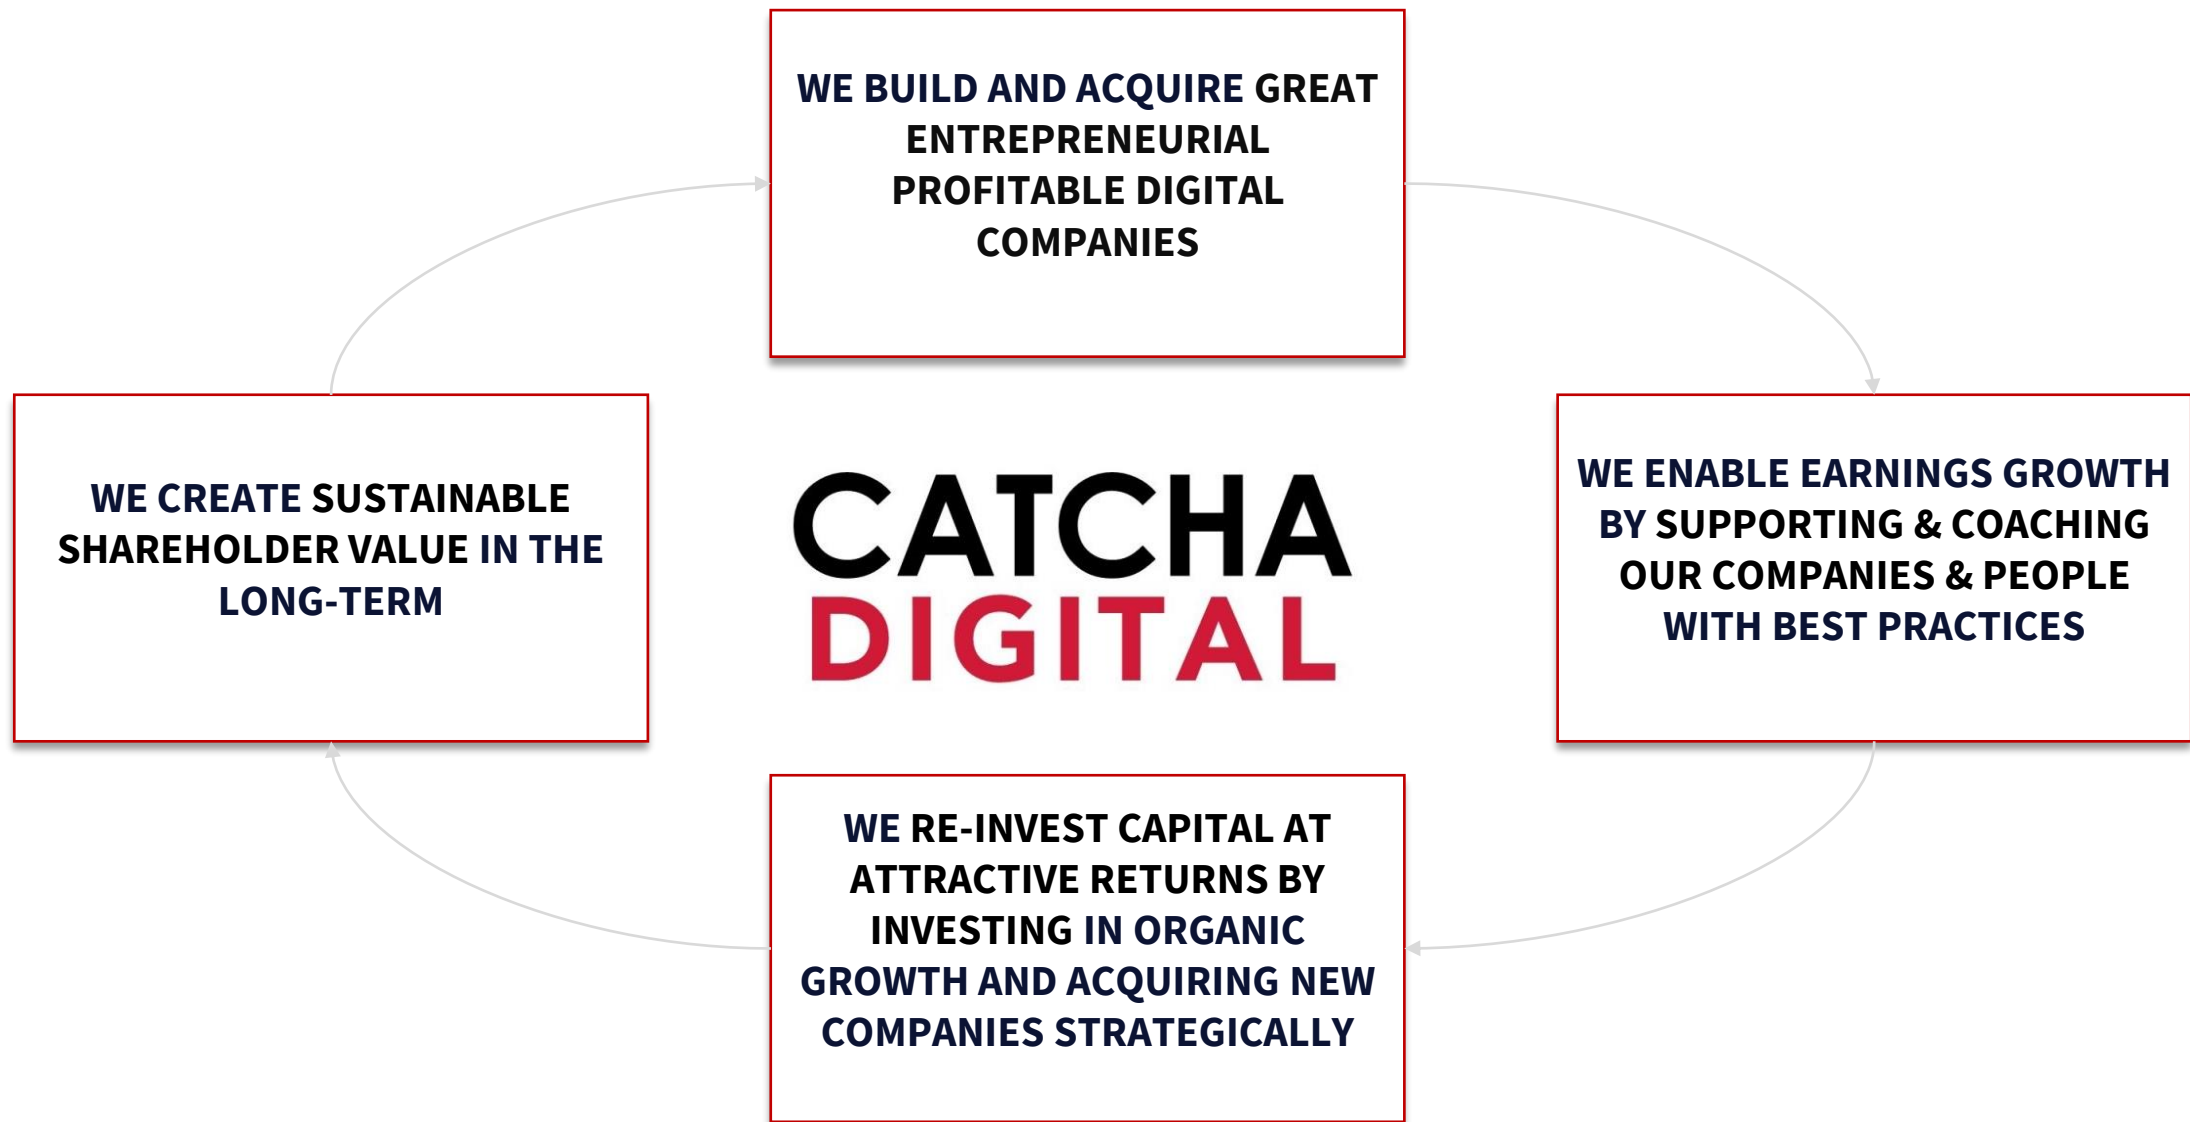 WE BUILD AND ACQUIRE GREAT
ENTREPRENEURIAL
PROFITABLE DIGITAL
COMPANIES
WE CREATE SUSTAINABLE
SHAREHOLDER VALUE IN THE
LONG-TERM
CATCHA
DIGITAL
WE ENABLE EARNINGS GROWTH
BY SUPPORTING & COACHING
OUR COMPANIES & PEOPLE
WITH BEST PRACTICES
WE RE-INVEST CAPITAL AT
ATTRACTIVE RETURNS BY
INVESTING IN ORGANIC
GROWTH AND ACQUIRING NEW
COMPANIES STRATEGICALLY